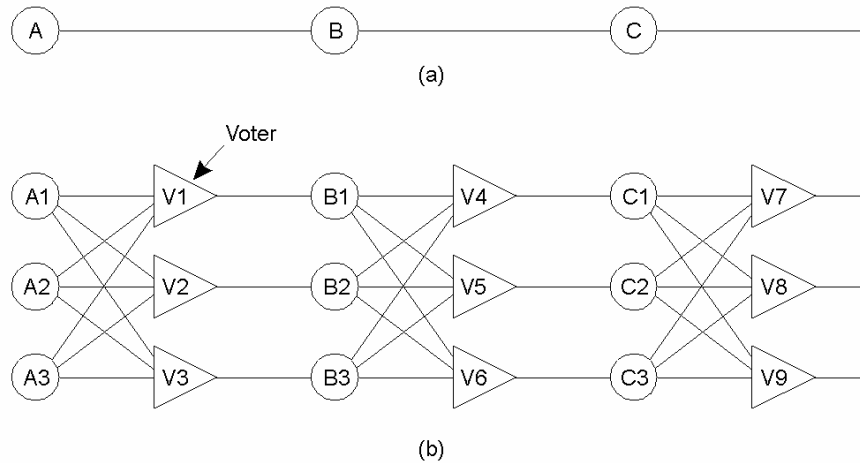 A B C
(a)
Voter
A1 V1 B1 V4 C1 V7
A2 V2 B2 V5 C2 V8
A3 V3 B3 V6 C3 V9
(b)